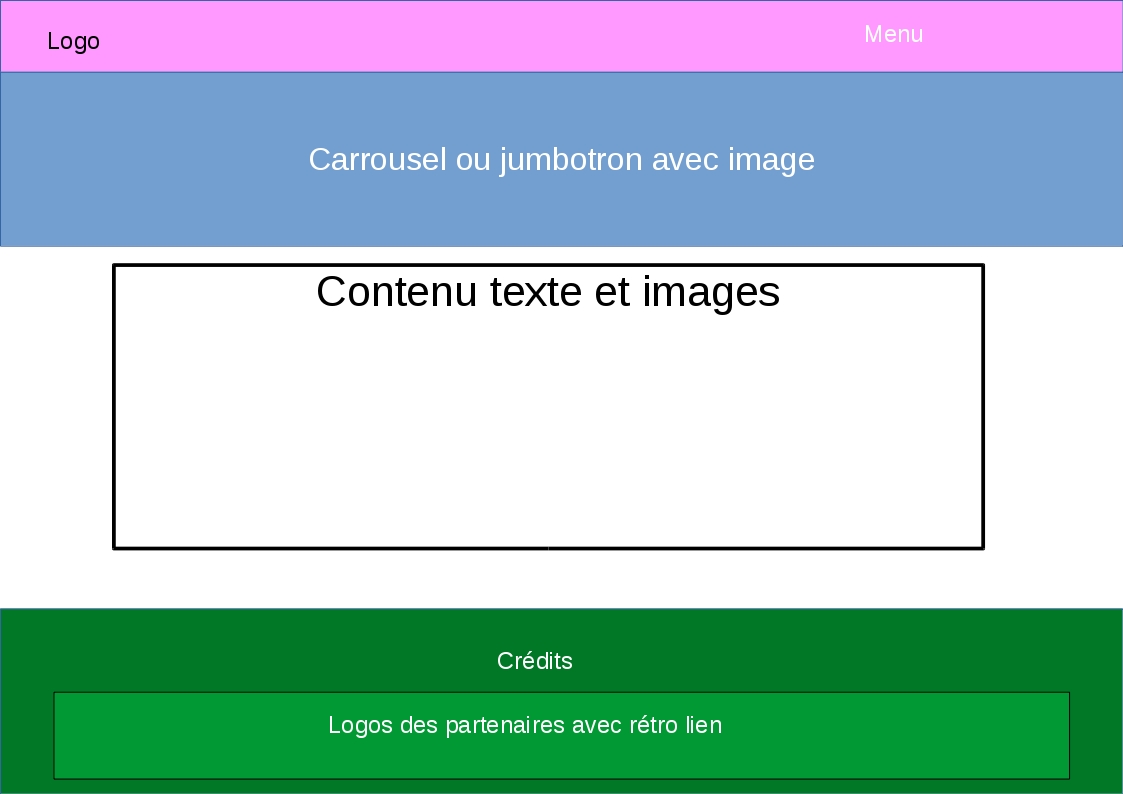 Logo
Menu
Carrousel ou jumbotron avec image
Contenu texte et images
Crédits
Logos des partenaires avec rétro lien